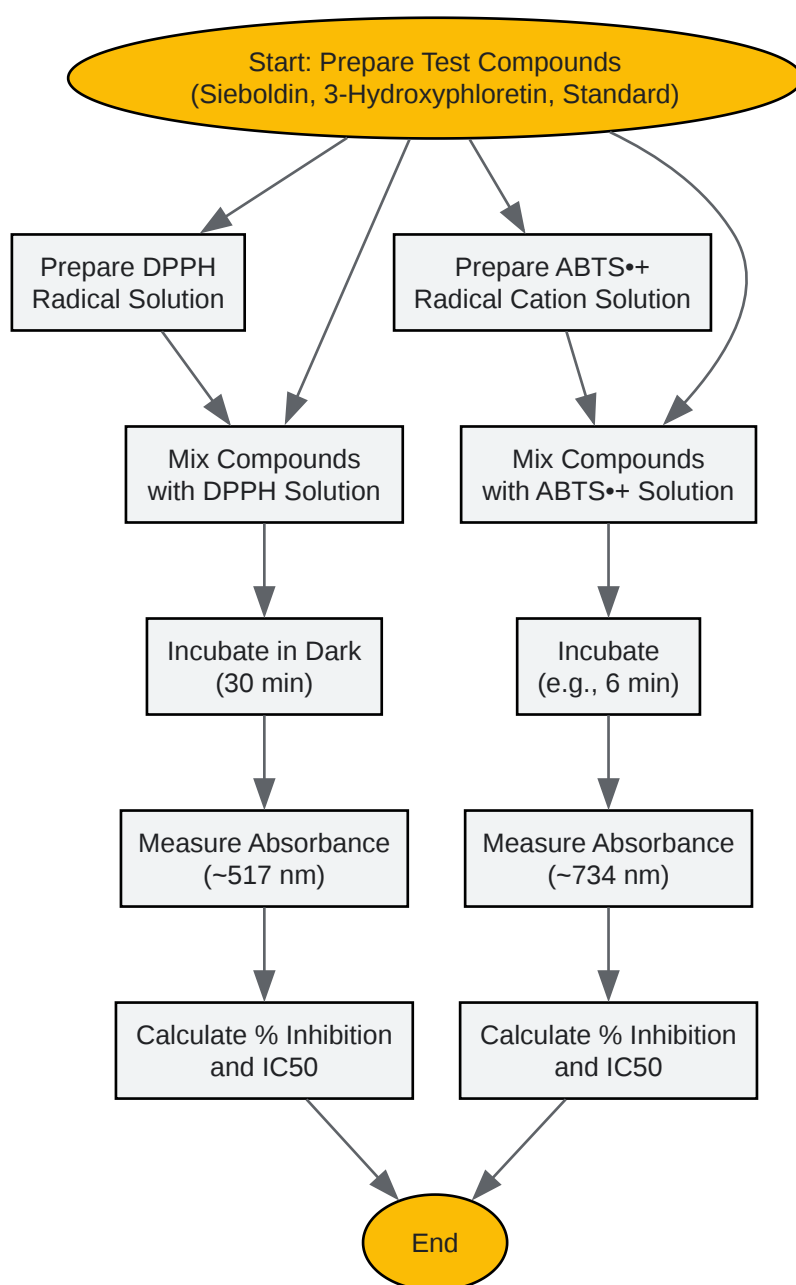 Start: Prepare Test Compounds
(Sieboldin, 3-Hydroxyphloretin, Standard)
Prepare DPPH
Radical Solution
Prepare ABTS•+
Radical Cation Solution
Mix Compounds
with DPPH Solution
Mix Compounds
with ABTS•+ Solution
Incubate in Dark
(30 min)
Incubate
(e.g., 6 min)
Measure Absorbance
(~517 nm)
Measure Absorbance
(~734 nm)
Calculate % Inhibition
and IC50
Calculate % Inhibition
and IC50
End